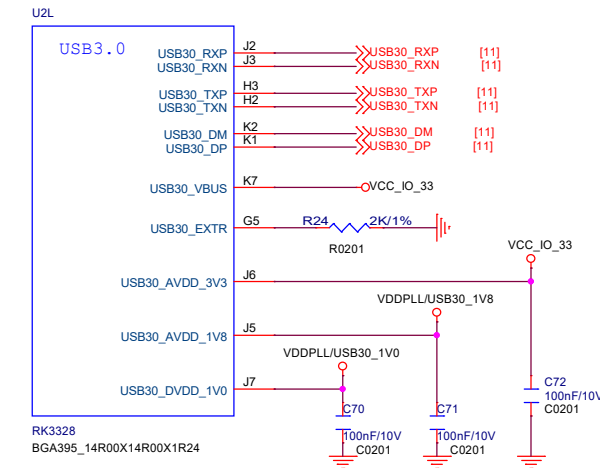 U2L
USB3.0
USB30_RXP J2 USB30_RXP [11]
USB30_RXN J3 USB30_RXN [11]
USB30_TXP H3 USB30_TXP [11]
USB30_TXN H2 USB30_TXN [11]
USB30_DM K2 USB30_DM [11]
USB30_DP K1 USB30_DP [11]
USB30_VBUS K7 VCC_IO_33
USB30_EXTR G5 R24 2K/1%
R0201
VCC_IO_33
USB30_AVDD_3V3 J6
VDDPLL/USB30_1V8
USB30_AVDD_1V8 J5
VDDPLL/USB30_1V0
USB30_DVDD_1V0 J7
C72
100nF/10V
C0201
C70 C71
100nF/10V 100nF/10V
C0201 C0201
RK3328
BGA395_14R00X14R00X1R24